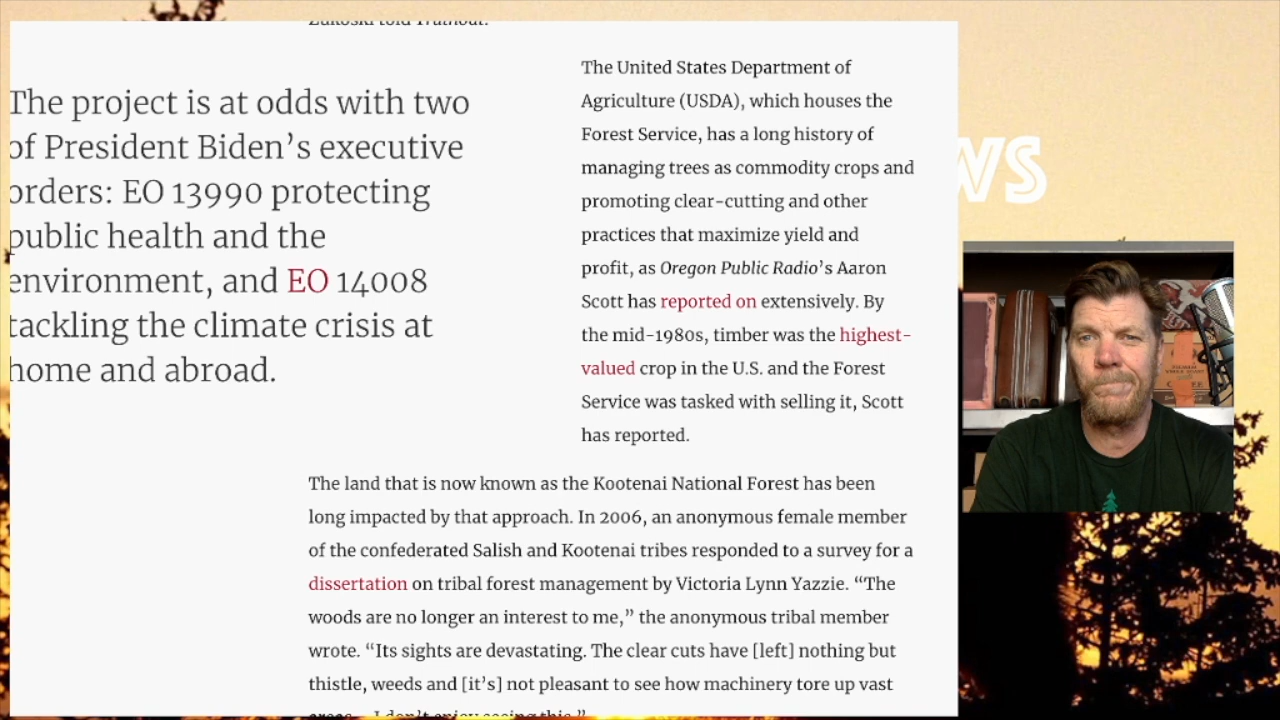 Zukoski told Truthout.
The project is at odds with two
of President Biden’s executive
orders: EO 13990 protecting
public health and the
environment, and EO 14008
tackling the climate crisis at
home and abroad.
The United States Department of
Agriculture (USDA), which houses the
Forest Service, has a long history of
managing trees as commodity crops and
promoting clear-cutting and other
practices that maximize yield and
profit, as Oregon Public Radio’s Aaron
Scott has reported on extensively. By
the mid-1980s, timber was the highest-
valued crop in the U.S. and the Forest
Service was tasked with selling it, Scott
has reported.
The land that is now known as the Kootenai National Forest has been
long impacted by that approach. In 2006, an anonymous female member
of the confederated Salish and Kootenai tribes responded to a survey for a
dissertation on tribal forest management by Victoria Lynn Yazzie. “The
woods are no longer an interest to me,” the anonymous tribal member
wrote. “Its sights are devastating. The clear cuts have [left] nothing but
thistle, weeds and [it’s] not pleasant to see how machinery tore up vast
areas... I don’t enjoy seeing this.”
WS